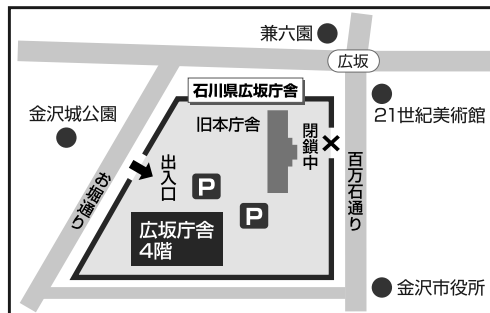 兼六園
広坂
石川県広坂庁舎
21世紀美術館
金沢城公園
旧本庁舎
閉鎖中
出入口
百万石通り
お堀通り
P
P
広坂庁舎
4階
金沢市役所